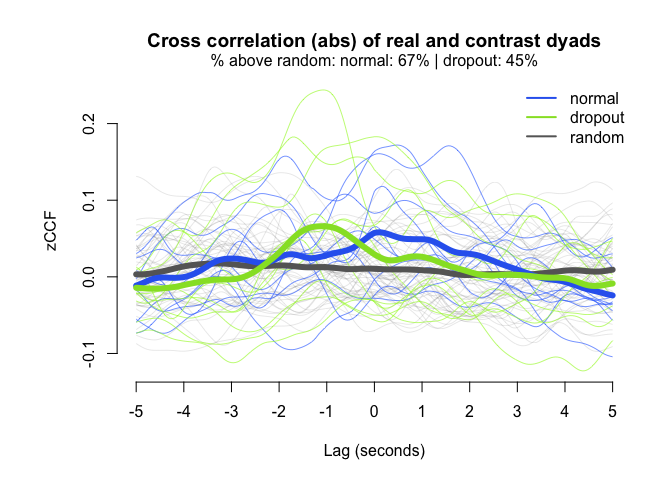 Cross correlation (abs) of real and contrast dyads
% above random: normal: 67% | dropout: 45%
normal
dropout
random
zCCF
0.2
0.1
0.0
-0.1
-5 -4 -3 -2 -1 0 1 2 3 4 5
Lag (seconds)